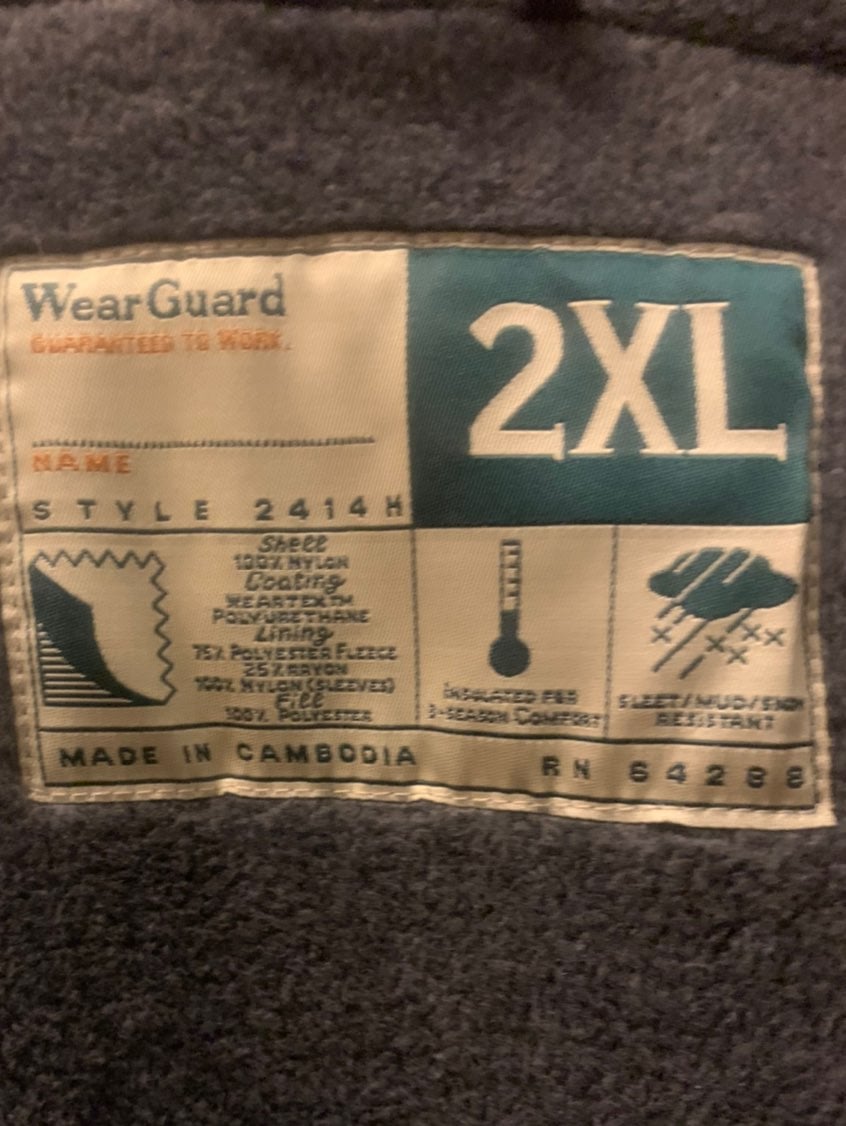 WearGuard
GUARANTEED TO WORK.
NAME
STYLE 2414H
2XL
Shell
100% NYLON
Coating
WEARTEX™
POLYURETHANE
Lining
75% POLYESTER FLEECE
25% RAYON
100% NYLON (SLEEVES)
Fill
100% POLYESTER
INSULATED FOR
3-SEASON COMFORT
SLEET/MUD/SNOW
RESISTANT
MADE IN CAMBODIA
RN 64288